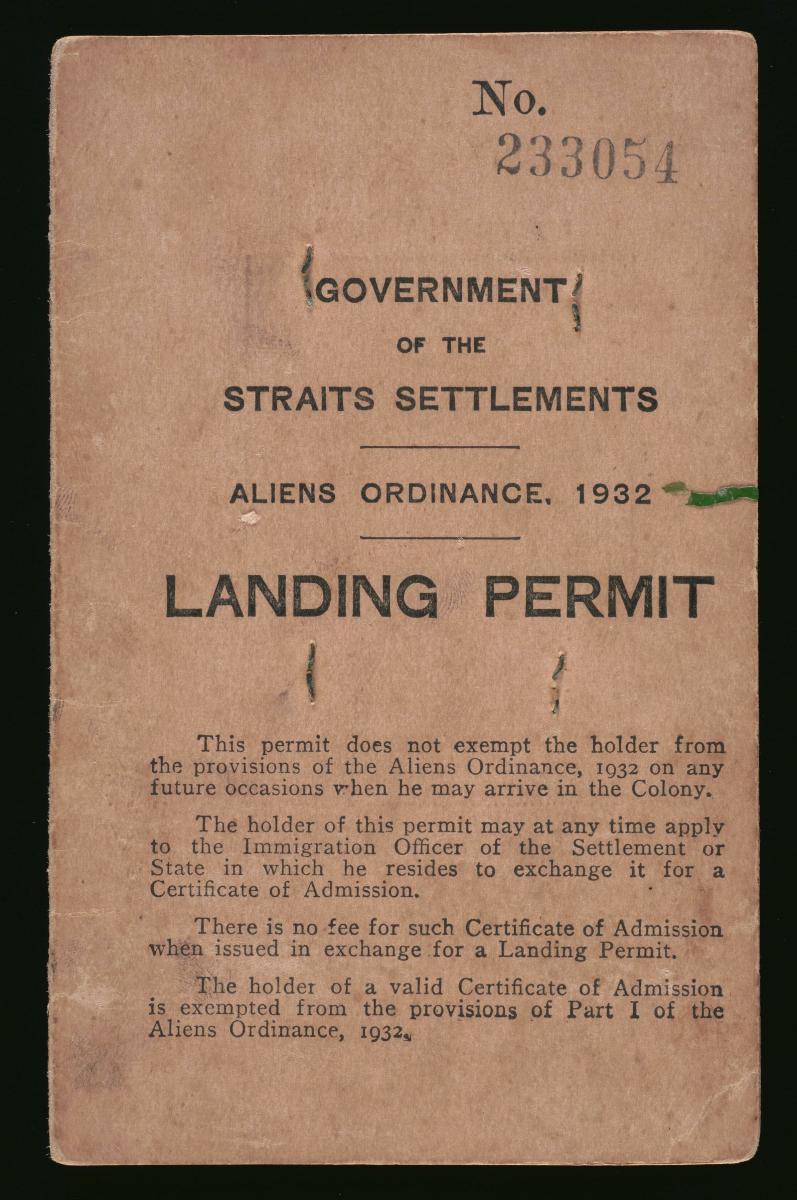 No.
233054
GOVERNMENT
OF THE
STRAITS SETTLEMENTS
ALIENS ORDINANCE, 1932
LANDING PERMIT
This permit does not exempt the holder from
the provisions of the Aliens Ordinance, 1932 on any
future occasions when he may arrive in the Colony.
The holder of this permit may at any time apply
to the Immigration Officer of the Settlement or
State in which he resides to exchange it for a
Certificate of Admission.
There is no fee for such Certificate of Admission
when issued in exchange for a Landing Permit.
The holder of a valid Certificate of Admission
is exempted from the provisions of Part I of the
Aliens Ordinance, 1932.